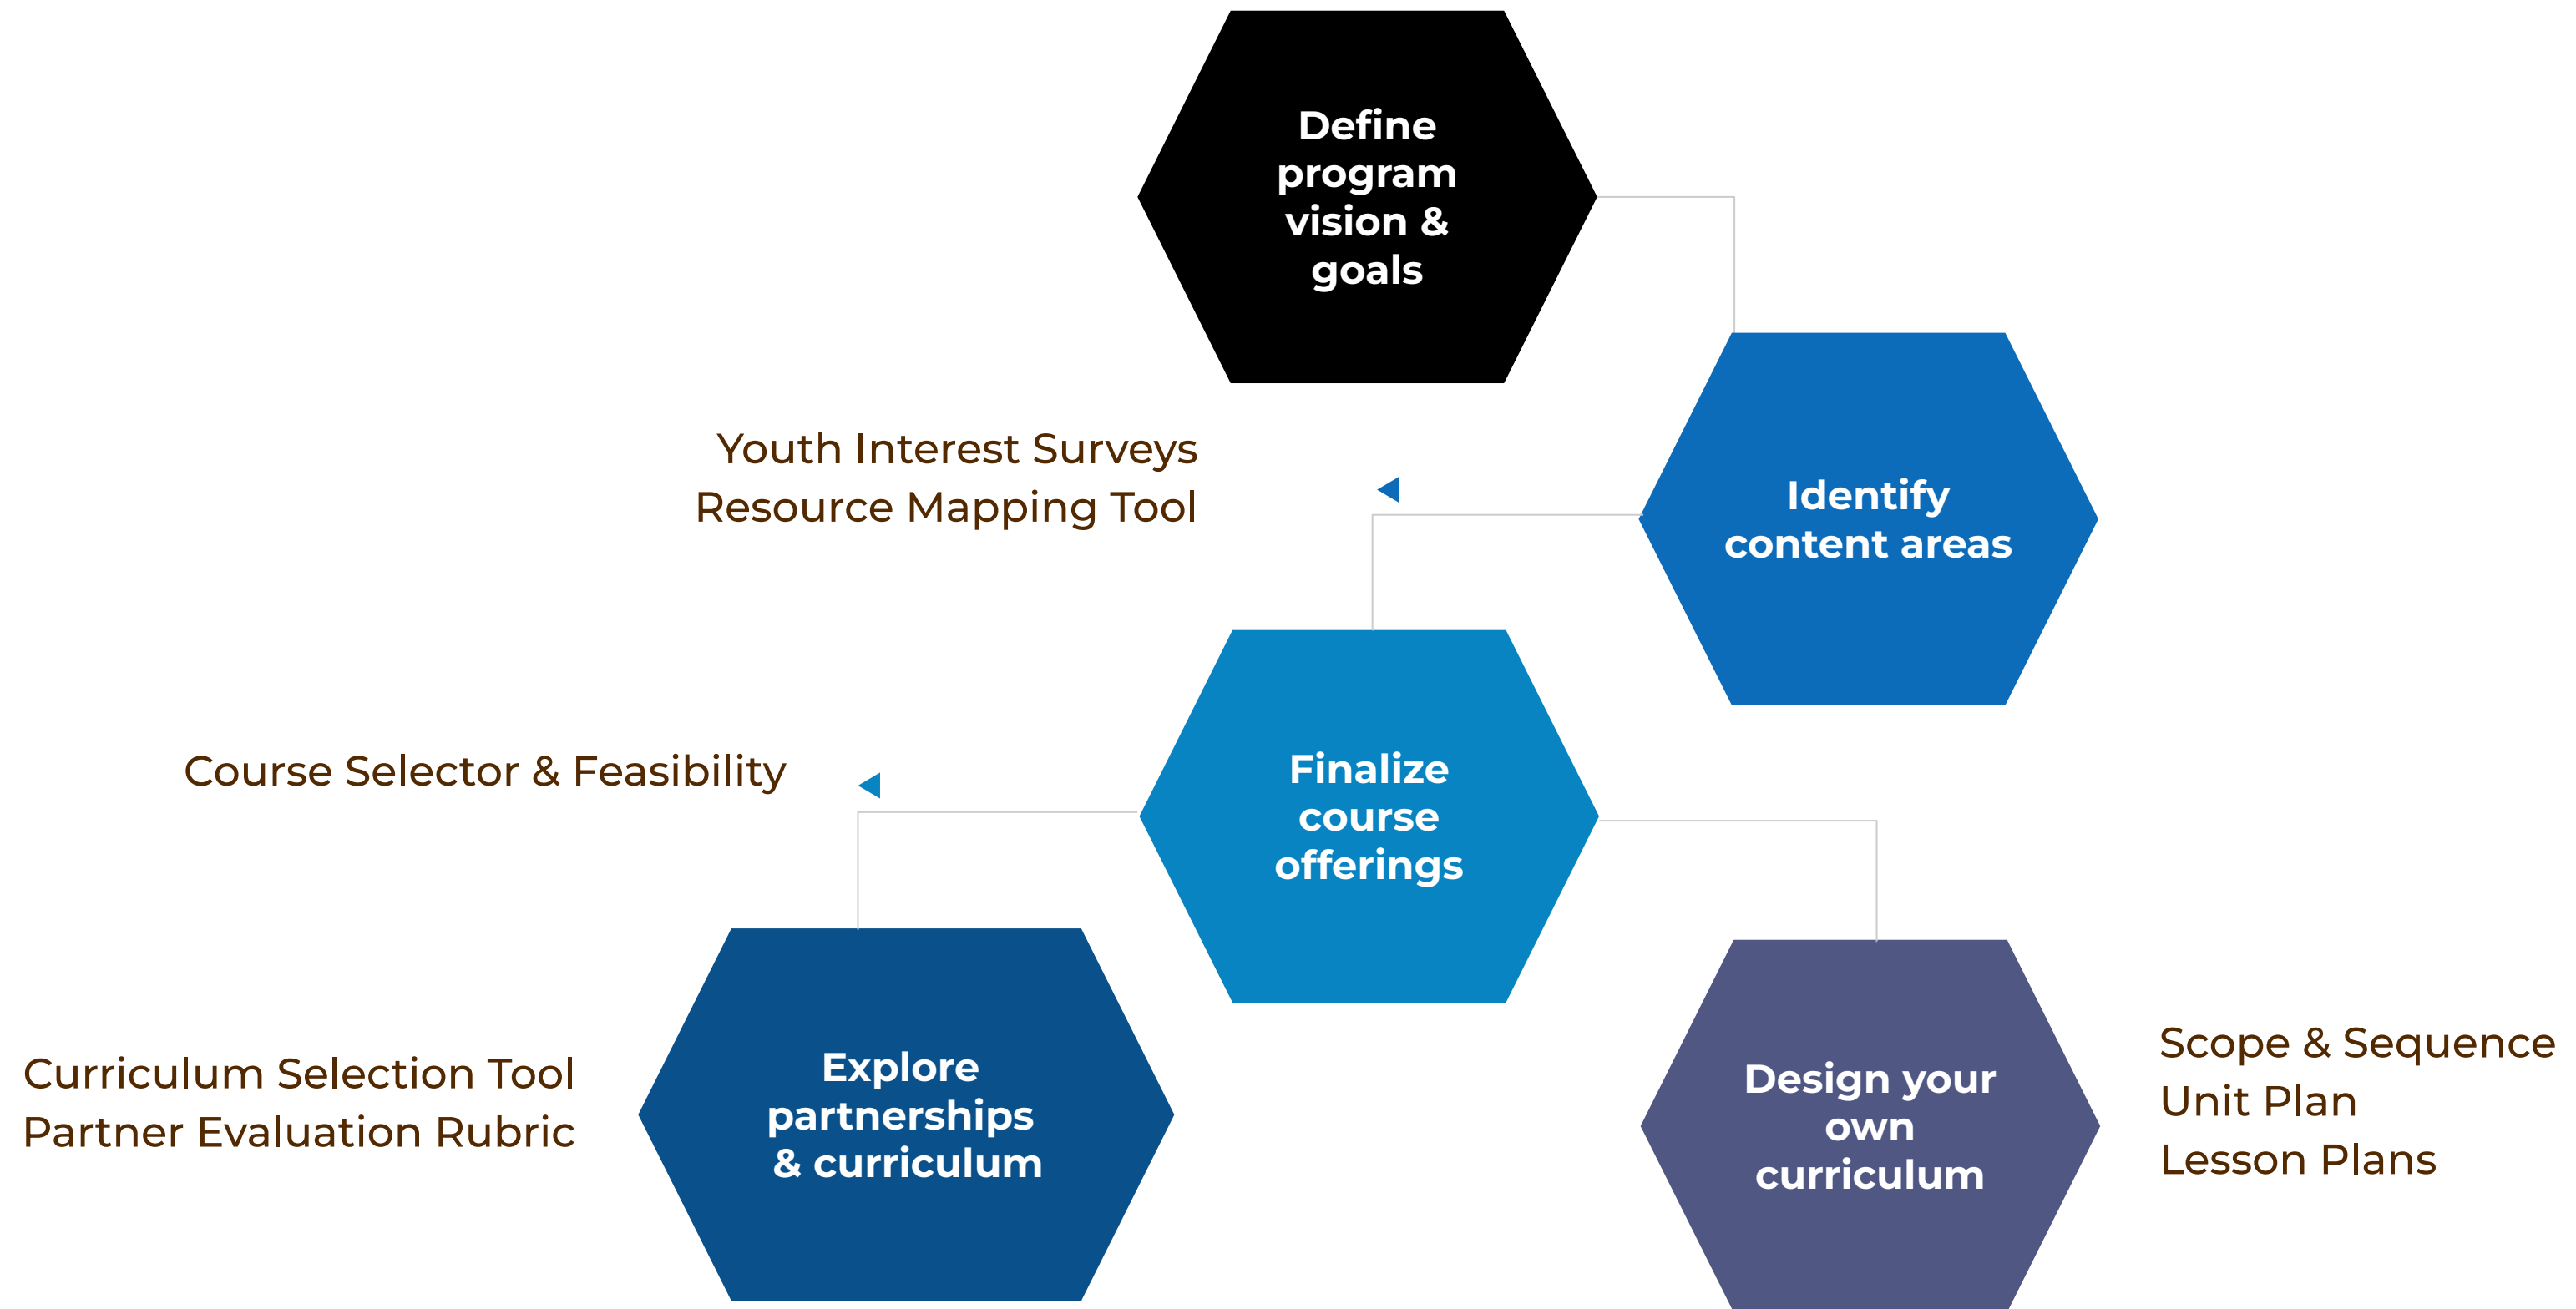 Define
program
vision &
goals
Youth Interest Surveys
Resource Mapping Tool
Identify
content areas
Course Selector & Feasibility
Finalize
course
offerings
Curriculum Selection Tool
Partner Evaluation Rubric
Explore
partnerships
& curriculum
Design your
own
curriculum
Scope & Sequence
Unit Plan
Lesson Plans